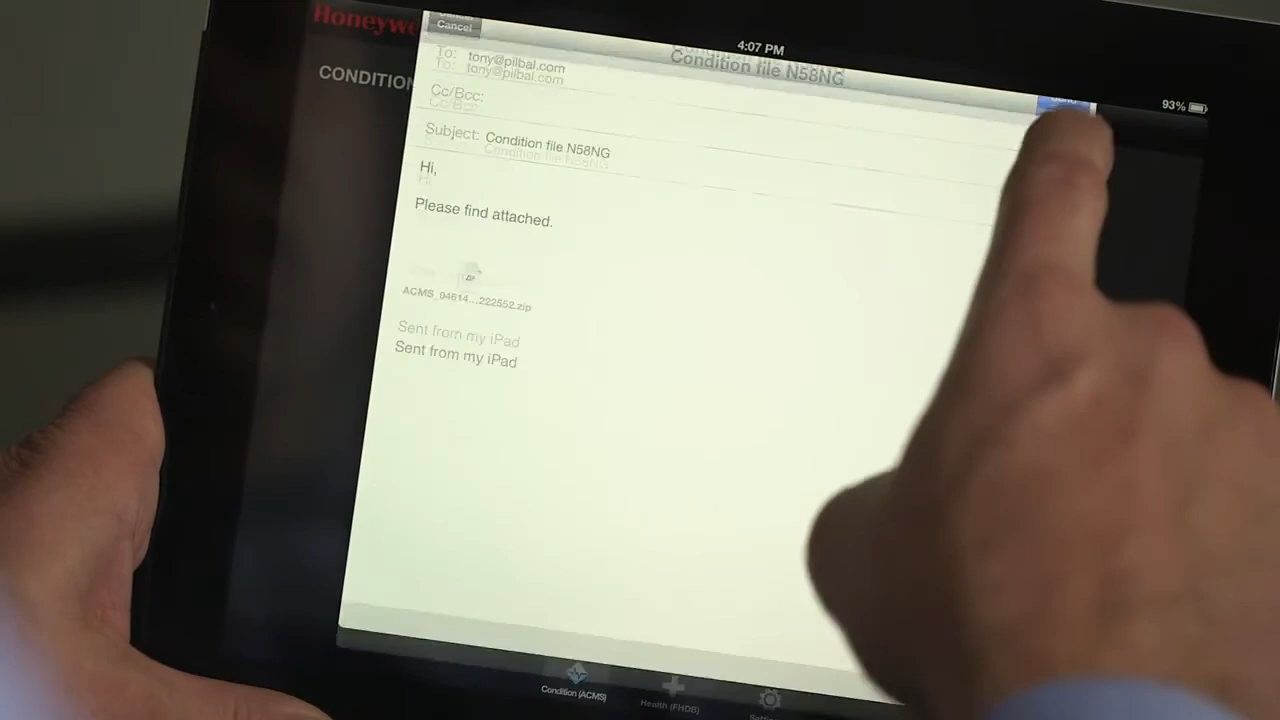 Honeywe
Cancel
4:07 PM
Condition file N58NG
93%
CONDITION
To: tony@pilbal.com
Cc/Bcc:
Subject: Condition file N58NG
Hi,
Please find attached.
ACMS_04614...222552.zip
Sent from my iPad
Sent from my iPad
Condition (ACMS)
Health (FHDB)